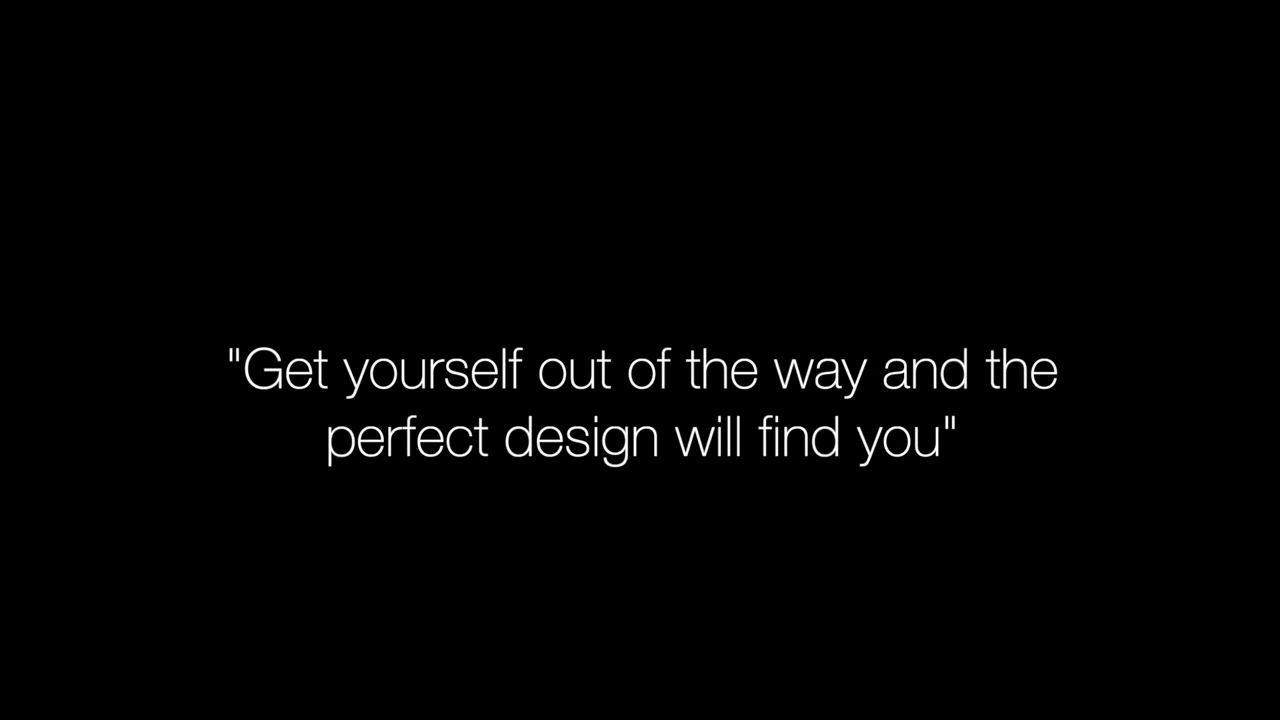 "Get yourself out of the way and the
perfect design will find you"